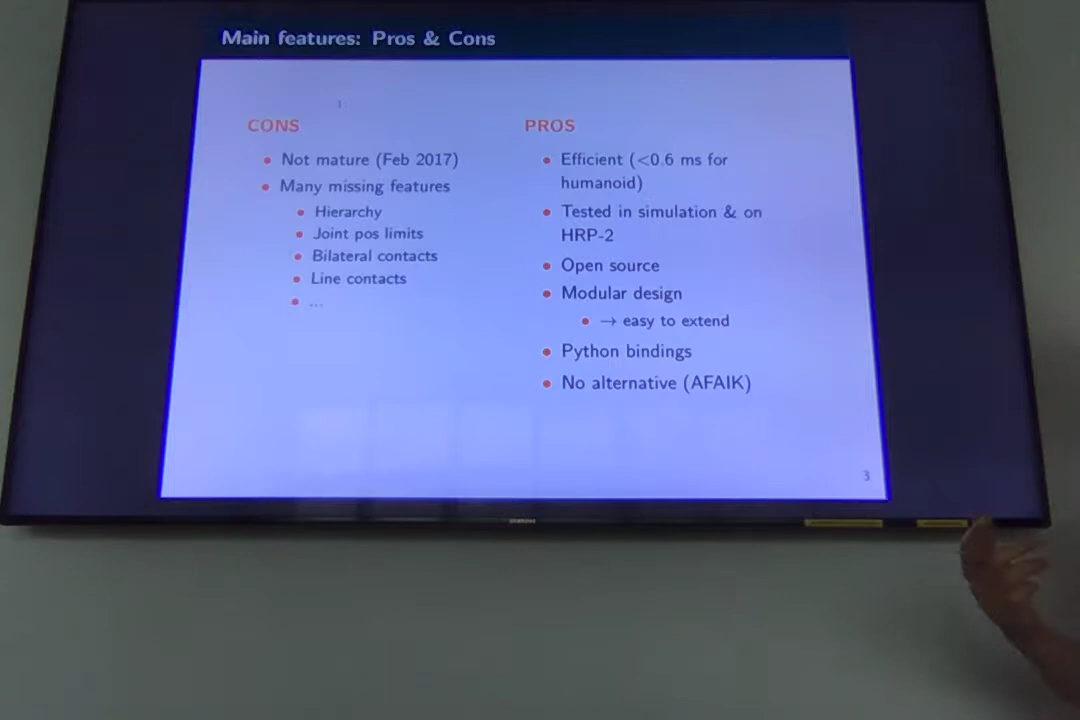 Main features: Pros & Cons
CONS
• Not mature (Feb 2017)
• Many missing features
• Hierarchy
• Joint pos limits
• Bilateral contacts
• Line contacts
• ...
PROS
• Efficient (<0.6 ms for
humanoid)
• Tested in simulation & on
HRP-2
• Open source
• Modular design
• → easy to extend
• Python bindings
• No alternative (AFAIK)
3
SAMSUNG